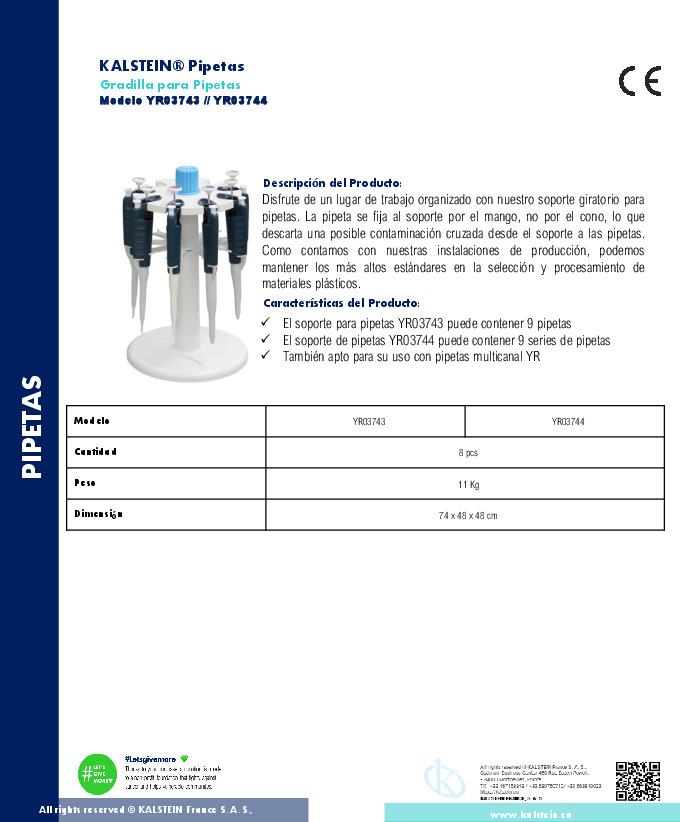 KALSTEIN® Pipetas
Gradilla para Pipetas
Modelo YR03743 // YR03744
CE
Descripción del Producto:
Disfrute de un lugar de trabajo organizado con nuestro soporte giratorio para
pipetas. La pipeta se fija al soporte por el mango, no por el cono, lo que
descarta una posible contaminación cruzada desde el soporte a las pipetas.
Como contamos con nuestras instalaciones de producción, podemos
mantener los más altos estándares en la selección y procesamiento de
materiales plásticos.
Características del Producto:
✓ El soporte para pipetas YR03743 puede contener 9 pipetas
✓ El soporte de pipetas YR03744 puede contener 9 series de pipetas
✓ También apto para su uso con pipetas multicanal YR
PIPETAS
Modelo YR03743 YR03744
Cantidad 8 pcs
Peso 11 Kg
Dimensión 74 x 48 x 48 cm
#LET'S GIVE MORE
#Letsgivemore
All rights reserved © KALSTEIN France S. A. S.,
KALSTEIN FRANCE, S. A. S
All rights reserved © KALSTEIN France S. A. S.,
www.kalstein.eu